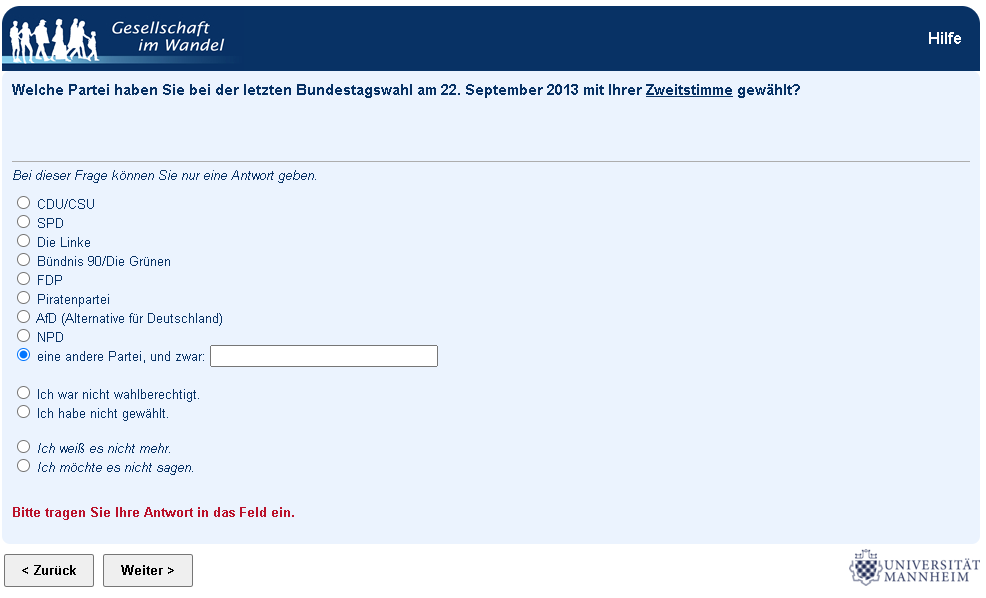 Gesellschaft
im Wandel
Hilfe
Welche Partei haben Sie bei der letzten Bundestagswahl am 22. September 2013 mit Ihrer Zweitstimme gewählt?
Bei dieser Frage können Sie nur eine Antwort geben.
CDU/CSU
SPD
Die Linke
Bündnis 90/Die Grünen
FDP
Piratenpartei
AfD (Alternative für Deutschland)
NPD
eine andere Partei, und zwar:
Ich war nicht wahlberechtigt.
Ich habe nicht gewählt.
Ich weiß es nicht mehr.
Ich möchte es nicht sagen.
Bitte tragen Sie Ihre Antwort in das Feld ein.
< Zurück
Weiter >
UNIVERSITÄT
MANNHEIM